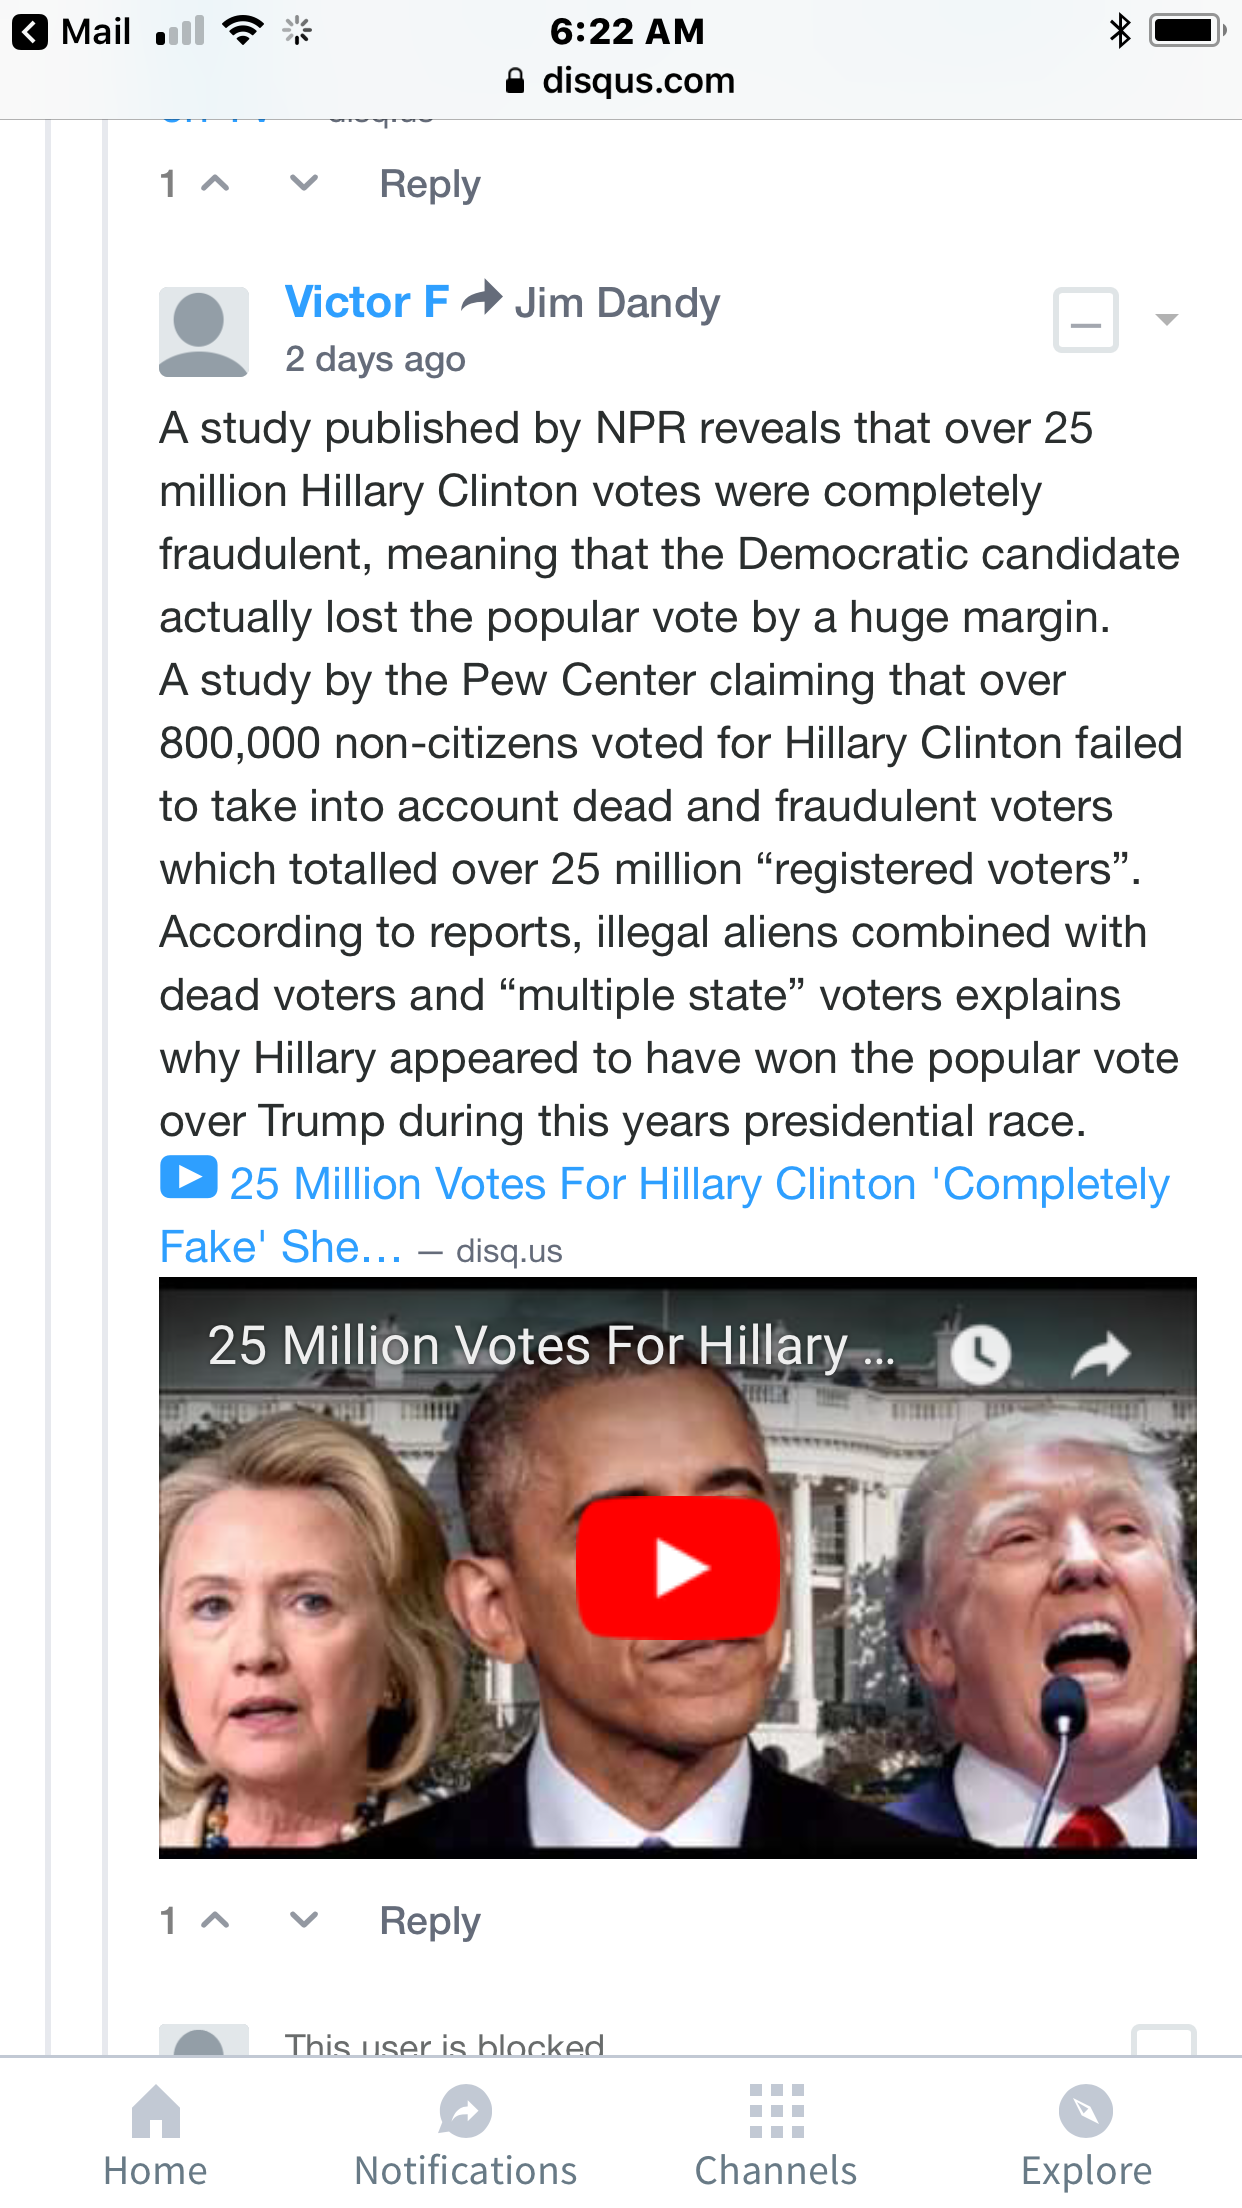 Mail
6:22 AM
disqus.com
1
Reply
Victor F Jim Dandy
2 days ago
A study published by NPR reveals that over 25
million Hillary Clinton votes were completely
fraudulent, meaning that the Democratic candidate
actually lost the popular vote by a huge margin.
A study by the Pew Center claiming that over
800,000 non-citizens voted for Hillary Clinton failed
to take into account dead and fraudulent voters
which totalled over 25 million “registered voters”.
According to reports, illegal aliens combined with
dead voters and “multiple state” voters explains
why Hillary appeared to have won the popular vote
over Trump during this years presidential race.
25 Million Votes For Hillary Clinton 'Completely
Fake' She... — disq.us
25 Million Votes For Hillary ...
1
Reply
This user is blocked
Home Notifications Channels Explore